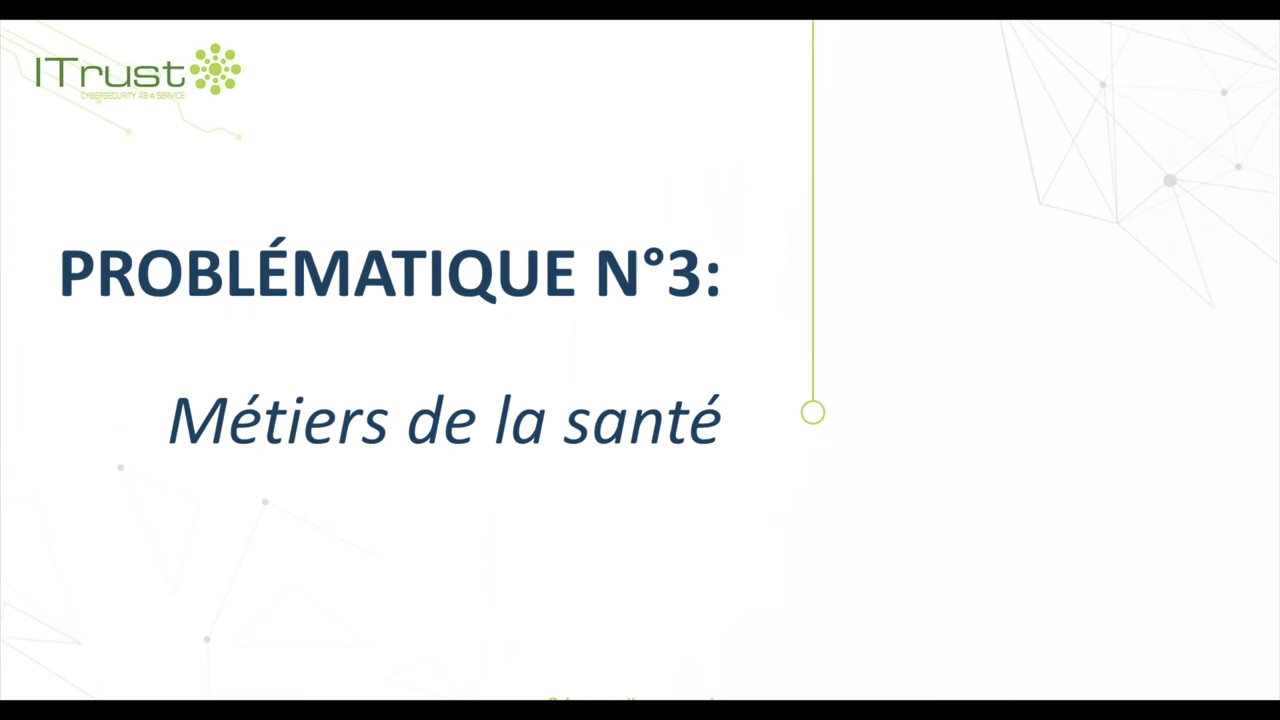 ITrust
CYBERSECURITY AS A SERVICE
PROBLÉMATIQUE N°3:
Métiers de la santé